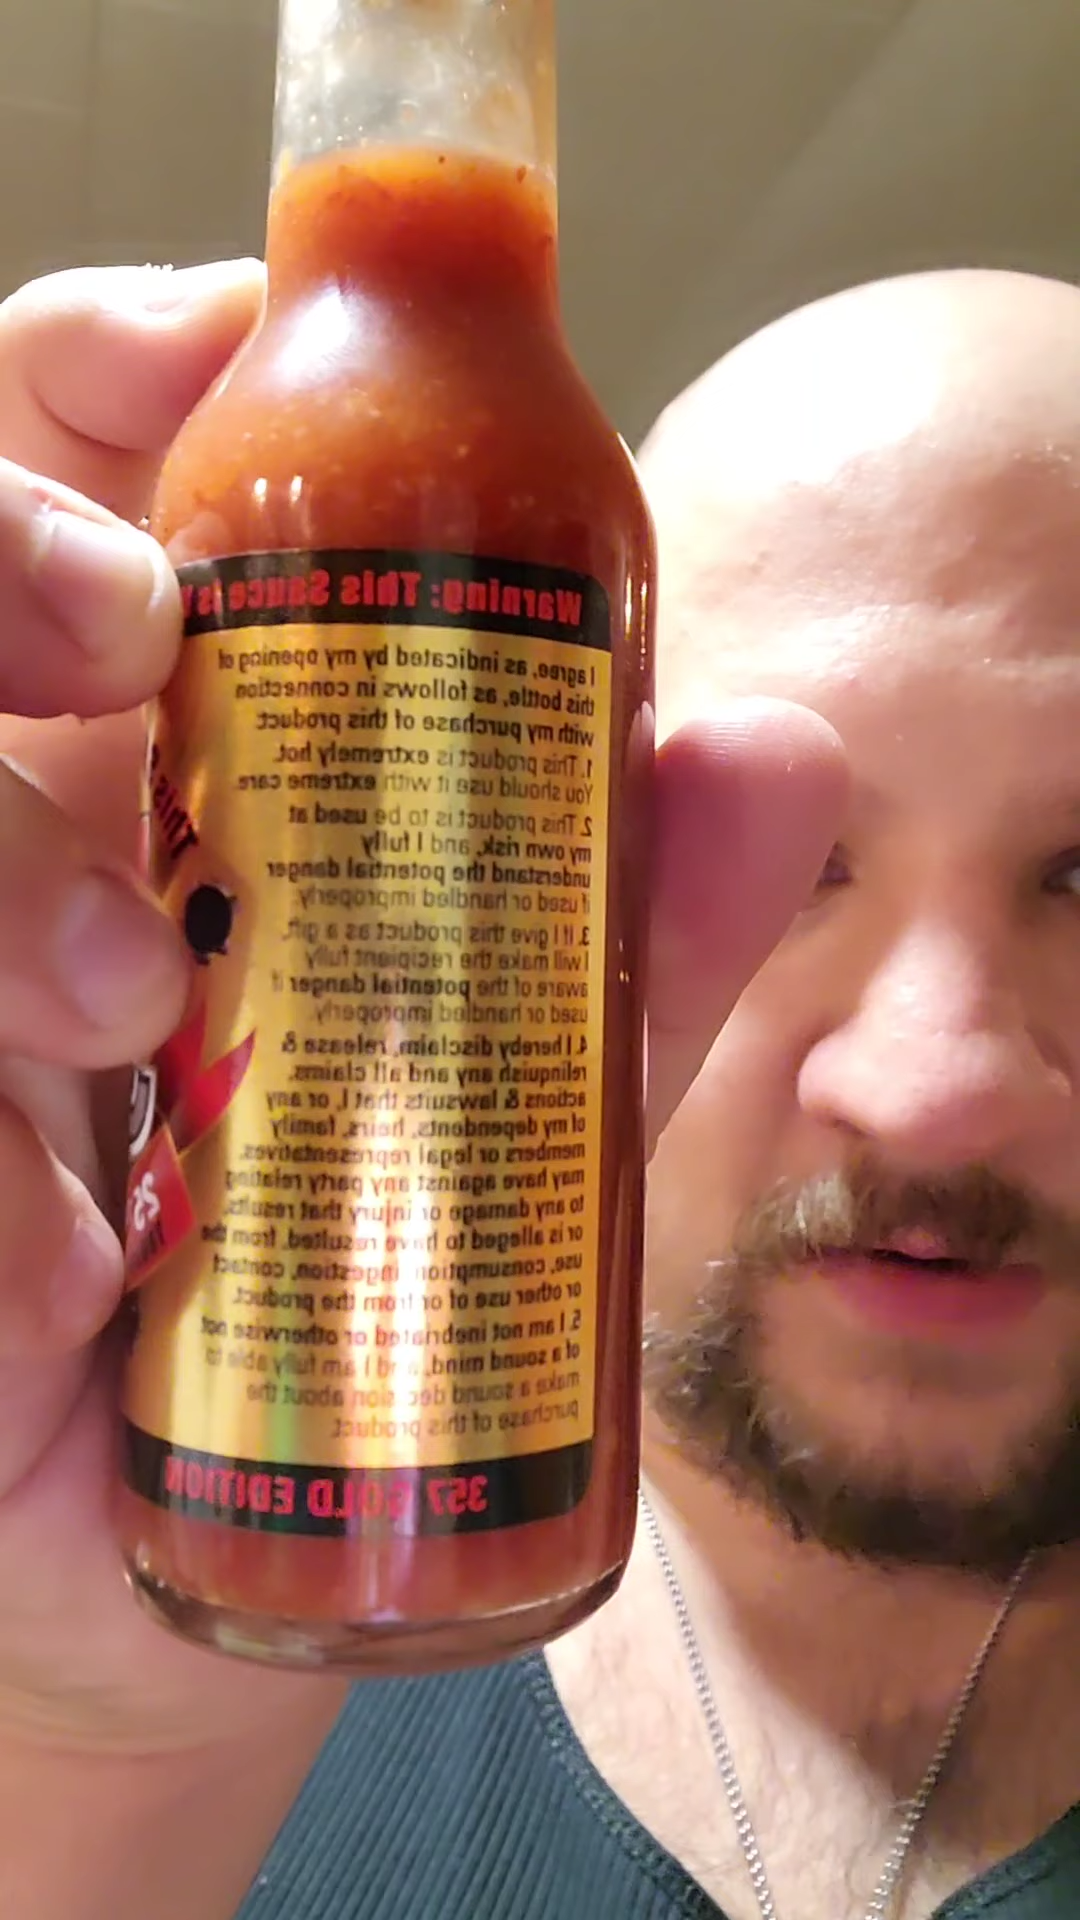 Warning: This Sauce is
I agree, as indicated by my opening of
this bottle, as follows in connection
with my purchase of this product:
1. This product is extremely hot.
You should use it with extreme care.
2. This product is to be used at
my own risk, and I fully
understand the potential danger
if used or handled improperly.
3. If I give this product as a gift,
I will make the recipient fully
aware of the potential danger if
used or handled improperly.
4. I hereby disclaim, release &
relinquish any and all claims,
actions & lawsuits that I, or any
of my dependents, heirs, family
members or legal representatives,
may have against any party relating
to any damage or injury that results,
or is alleged to have resulted, from the
use, consumption, ingestion, contact
or other use of or from the product.
5. I am not inebriated or otherwise not
of a sound mind, and I am fully able to
make a sound decision about the
purchase of this product.
357 GOLD EDITION
This